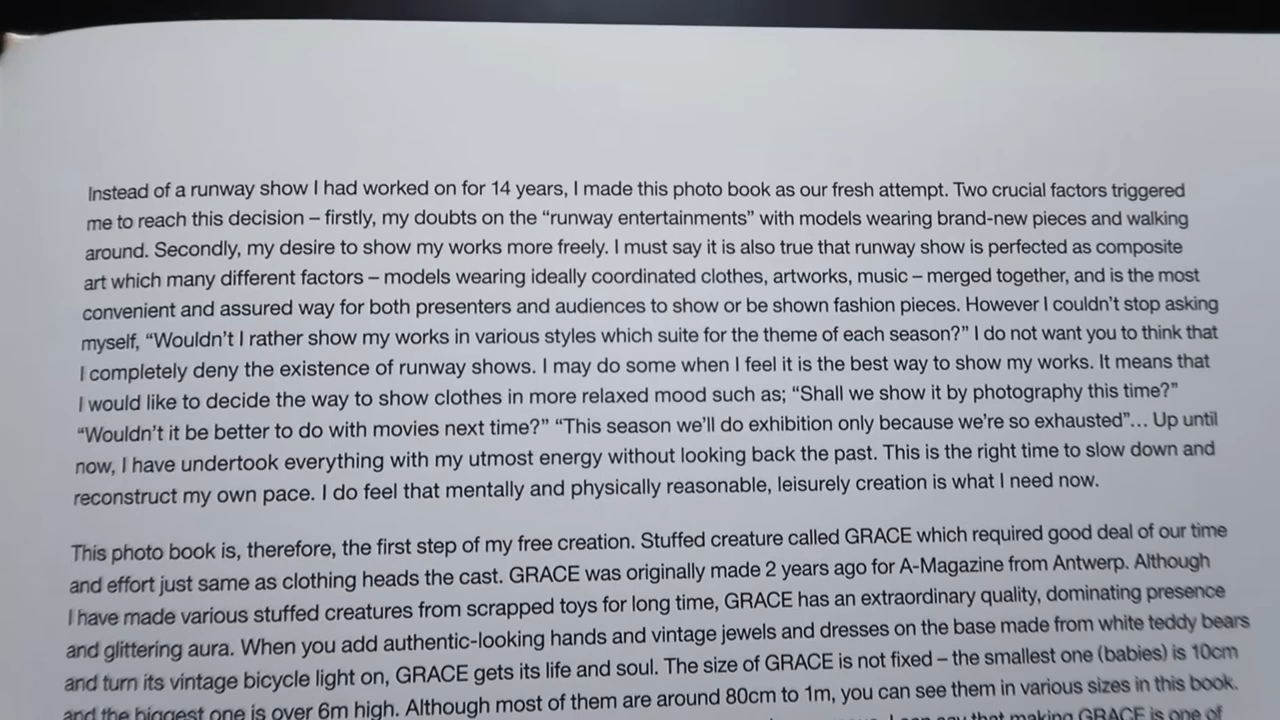 Instead of a runway show I had worked on for 14 years, I made this photo book as our fresh attempt. Two crucial factors triggered
me to reach this decision – firstly, my doubts on the “runway entertainments” with models wearing brand-new pieces and walking
around. Secondly, my desire to show my works more freely. I must say it is also true that runway show is perfected as composite
art which many different factors – models wearing ideally coordinated clothes, artworks, music – merged together, and is the most
convenient and assured way for both presenters and audiences to show or be shown fashion pieces. However I couldn’t stop asking
myself, “Wouldn’t I rather show my works in various styles which suite for the theme of each season?” I do not want you to think that
I completely deny the existence of runway shows. I may do some when I feel it is the best way to show my works. It means that
I would like to decide the way to show clothes in more relaxed mood such as; “Shall we show it by photography this time?”
“Wouldn’t it be better to do with movies next time?” “This season we’ll do exhibition only because we’re so exhausted”... Up until
now, I have undertook everything with my utmost energy without looking back the past. This is the right time to slow down and
reconstruct my own pace. I do feel that mentally and physically reasonable, leisurely creation is what I need now.
This photo book is, therefore, the first step of my free creation. Stuffed creature called GRACE which required good deal of our time
and effort just same as clothing heads the cast. GRACE was originally made 2 years ago for A-Magazine from Antwerp. Although
I have made various stuffed creatures from scrapped toys for long time, GRACE has an extraordinary quality, dominating presence
and glittering aura. When you add authentic-looking hands and vintage jewels and dresses on the base made from white teddy bears
and turn its vintage bicycle light on, GRACE gets its life and soul. The size of GRACE is not fixed – the smallest one (babies) is 10cm
and the biggest one is over 6m high. Although most of them are around 80cm to 1m, you can see them in various sizes in this book.
I can say that making GRACE is one of